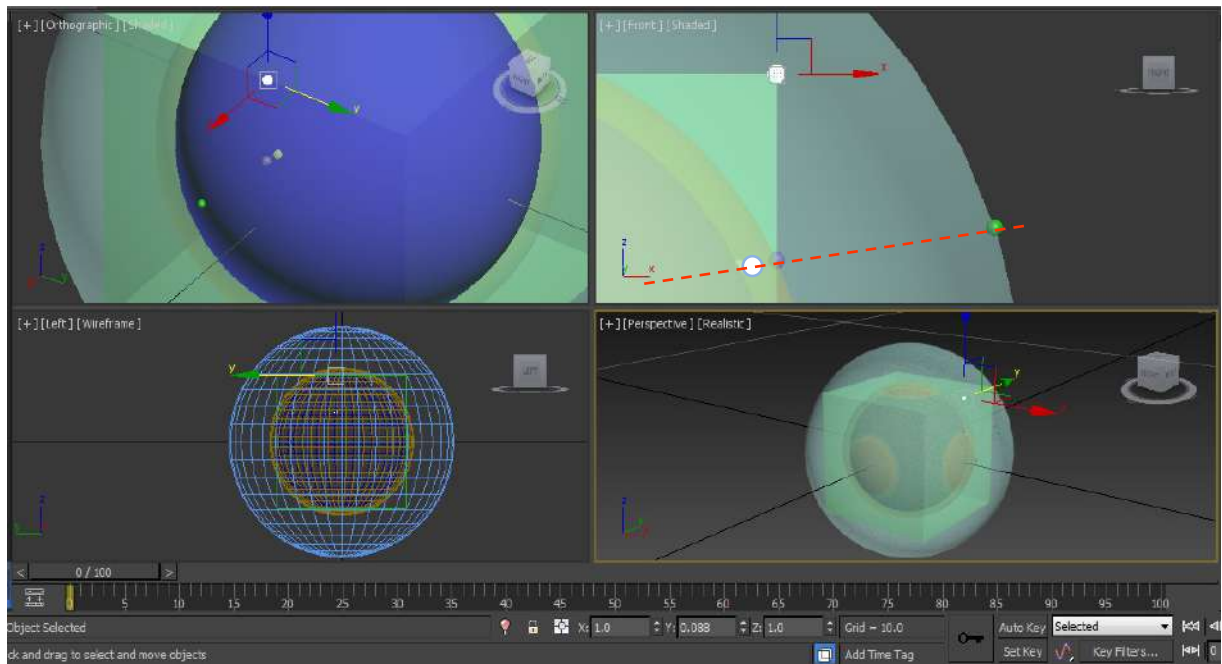 [+] [Orthographic] [Shaded]
[+] [Front] [Shaded]
y
x
z
y
z
y x
[+] [Left] [Wireframe]
[+] [Perspective] [Realistic]
LEFT
y
y
z
z
< 0 / 100 >
0 5 10 15 20 25 30 35 40 45 50 55 60 65 70 75 80 85 90 95 100
Object Selected X: 1.0 Y: 0.088 Z: 1.0 Grid = 10.0 Auto Key Selected
ck and drag to select and move objects Add Time Tag Set Key Key Filters... 0